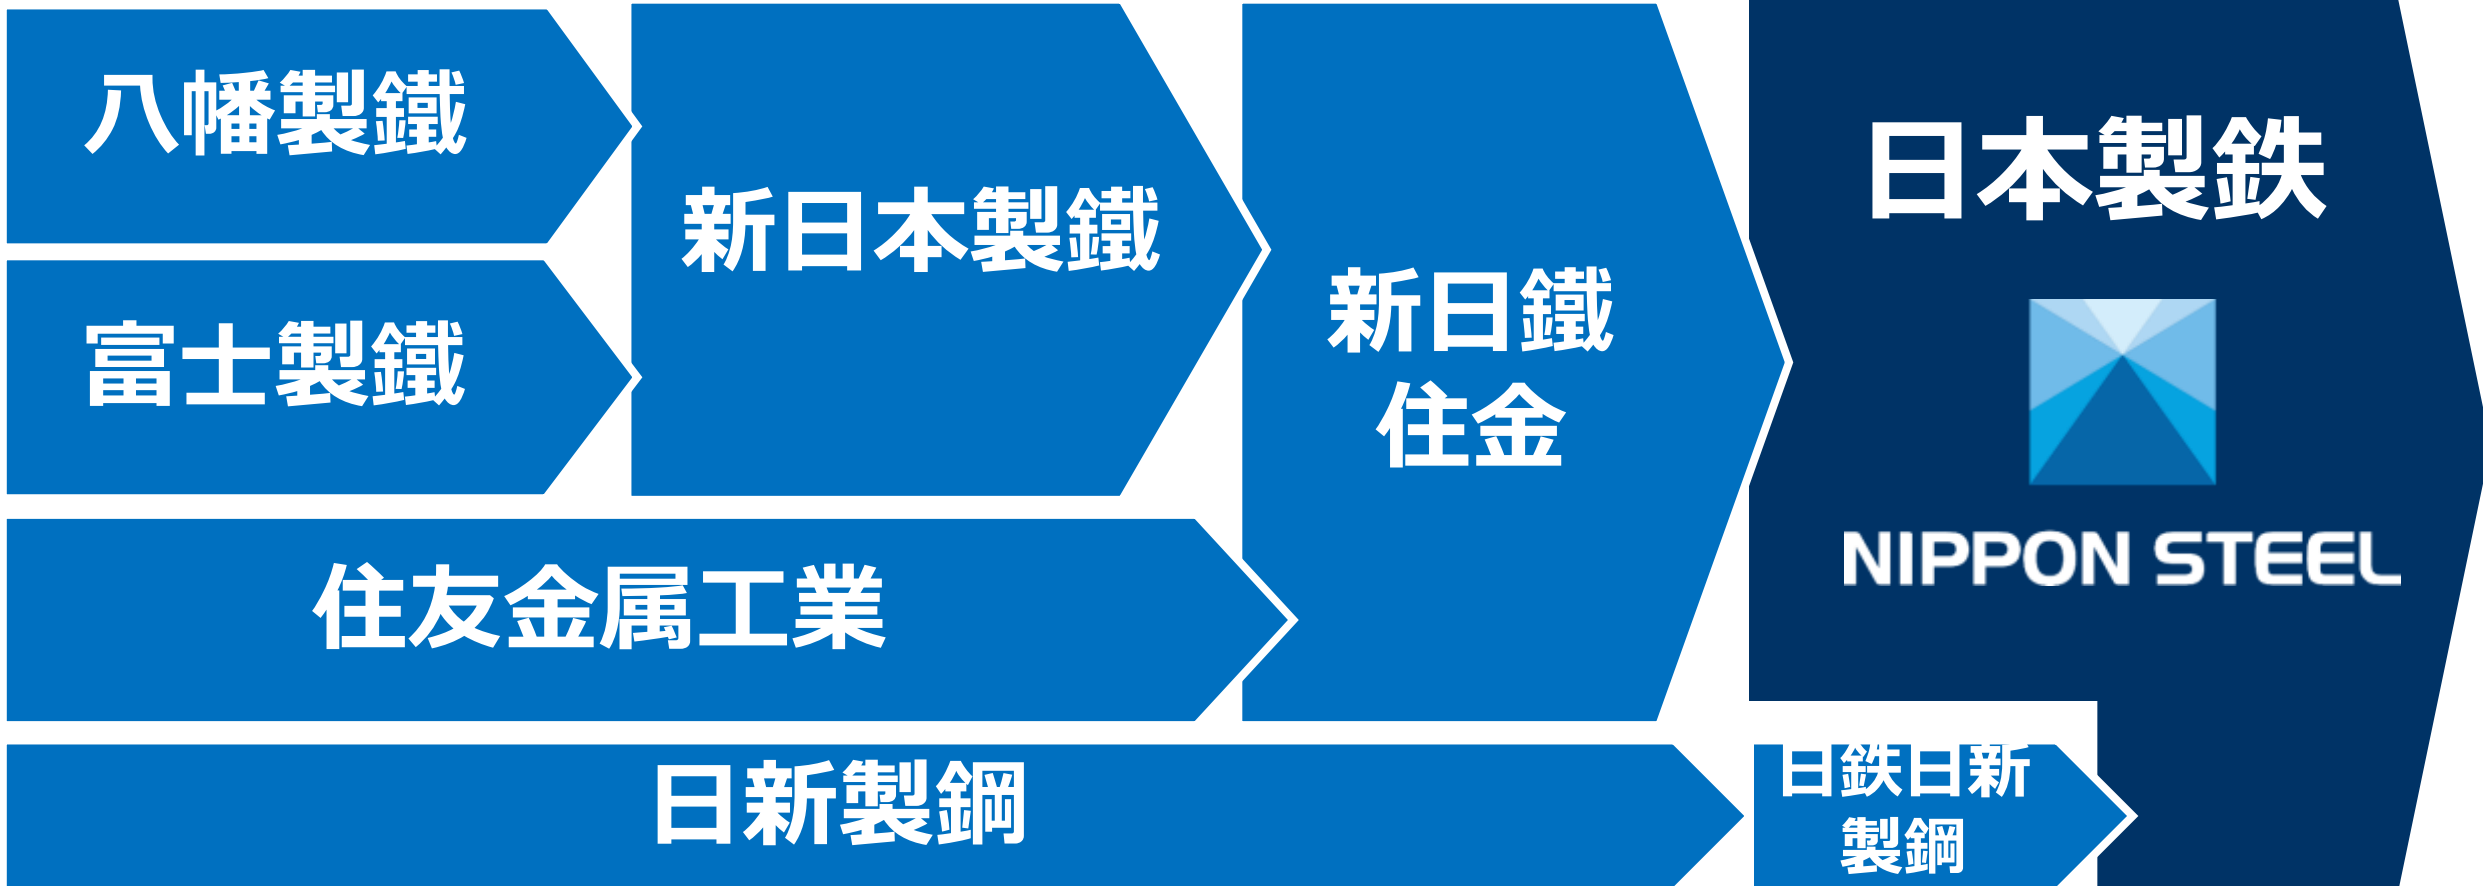 八幡製鐵
富士製鐵
新日本製鐵
住友金属工業
新日鐵
住金
日新製鋼
日鉄日新
製鋼
日本製鉄
NIPPON STEEL